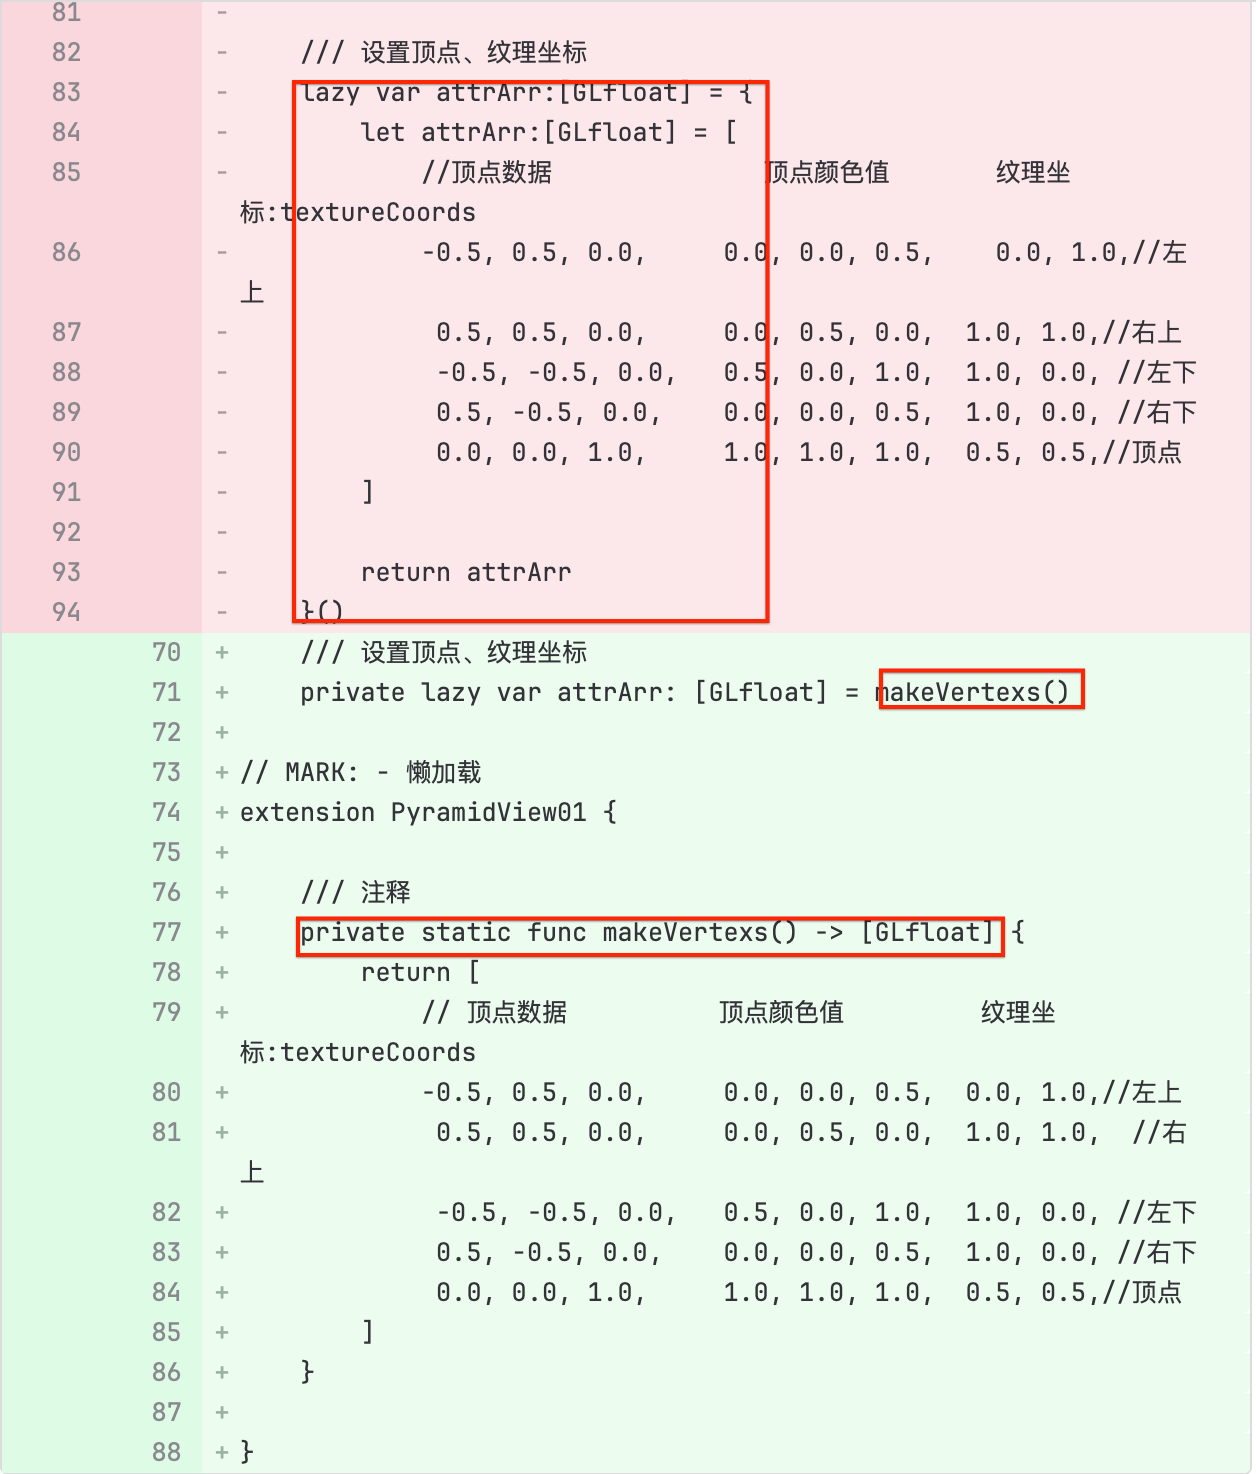 81 -
82 - /// 设置顶点、纹理坐标
83 - lazy var attrArr:[GLfloat] = {
84 - let attrArr:[GLfloat] = [
85 - //顶点数据 顶点颜色值 纹理坐
标:textureCoords
86 - -0.5, 0.5, 0.0, 0.0, 0.0, 0.5, 0.0, 1.0,//左
上
87 - 0.5, 0.5, 0.0, 0.0, 0.5, 0.0, 1.0, 1.0,//右上
88 - -0.5, -0.5, 0.0, 0.5, 0.0, 1.0, 1.0, 0.0, //左下
89 - 0.5, -0.5, 0.0, 0.0, 0.0, 0.5, 1.0, 0.0, //右下
90 - 0.0, 0.0, 1.0, 1.0, 1.0, 1.0, 0.5, 0.5,//顶点
91 - ]
92 -
93 - return attrArr
94 - }()
70 + /// 设置顶点、纹理坐标
71 + private lazy var attrArr: [GLfloat] = makeVertexs()
72 +
73 + // MARK: - 懒加载
74 + extension PyramidView01 {
75 +
76 + /// 注释
77 + private static func makeVertexs() -> [GLfloat] {
78 + return [
79 + // 顶点数据 顶点颜色值 纹理坐
标:textureCoords
80 + -0.5, 0.5, 0.0, 0.0, 0.0, 0.5, 0.0, 1.0,//左上
81 + 0.5, 0.5, 0.0, 0.0, 0.5, 0.0, 1.0, 1.0, //右
上
82 + -0.5, -0.5, 0.0, 0.5, 0.0, 1.0, 1.0, 0.0, //左下
83 + 0.5, -0.5, 0.0, 0.0, 0.0, 0.5, 1.0, 0.0, //右下
84 + 0.0, 0.0, 1.0, 1.0, 1.0, 1.0, 0.5, 0.5,//顶点
85 + ]
86 + }
87 +
88 + }